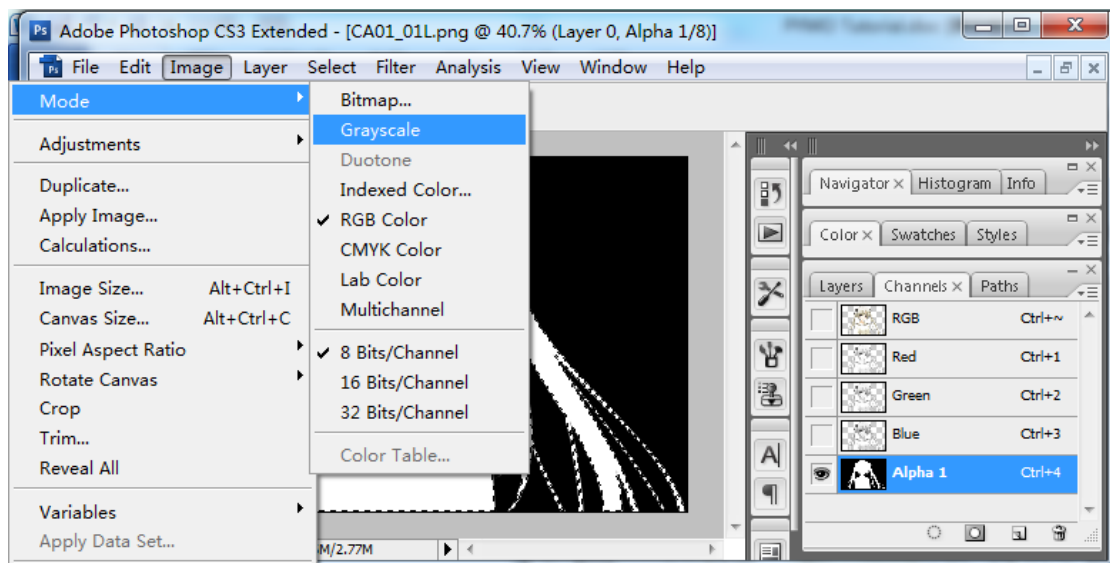 Ps Adobe Photoshop CS3 Extended - [CA01_01L.png @ 40.7% (Layer 0, Alpha 1/8)]
Ps File Edit Image Layer Select Filter Analysis View Window Help
Mode
Adjustments
Duplicate...
Apply Image...
Calculations...
Image Size... Alt+Ctrl+I
Canvas Size... Alt+Ctrl+C
Pixel Aspect Ratio
Rotate Canvas
Crop
Trim...
Reveal All
Variables
Apply Data Set...
Bitmap...
Grayscale
Duotone
Indexed Color...
RGB Color
CMYK Color
Lab Color
Multichannel
8 Bits/Channel
16 Bits/Channel
32 Bits/Channel
Color Table...
M/2.77M
Navigator Histogram Info
Color Swatches Styles
Layers Channels Paths
RGB Ctrl+~
Red Ctrl+1
Green Ctrl+2
Blue Ctrl+3
Alpha 1 Ctrl+4